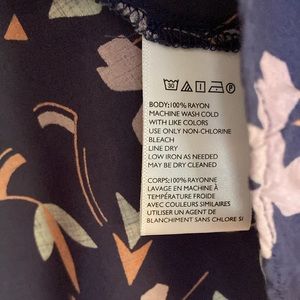 30
BODY:100% RAYON
MACHINE WASH COLD
WITH LIKE COLORS
USE ONLY NON-CHLORINE
BLEACH
LINE DRY
LOW IRON AS NEEDED
MAY BE DRY CLEANED
CORPS:100% RAYONNE
LAVAGE EN MACHINE À
TEMPÉRATURE FROIDE
AVEC COULEURS SIMILAIRES
UTILISER UN AGENT DE
BLANCHIMENT SANS CHLORE SI